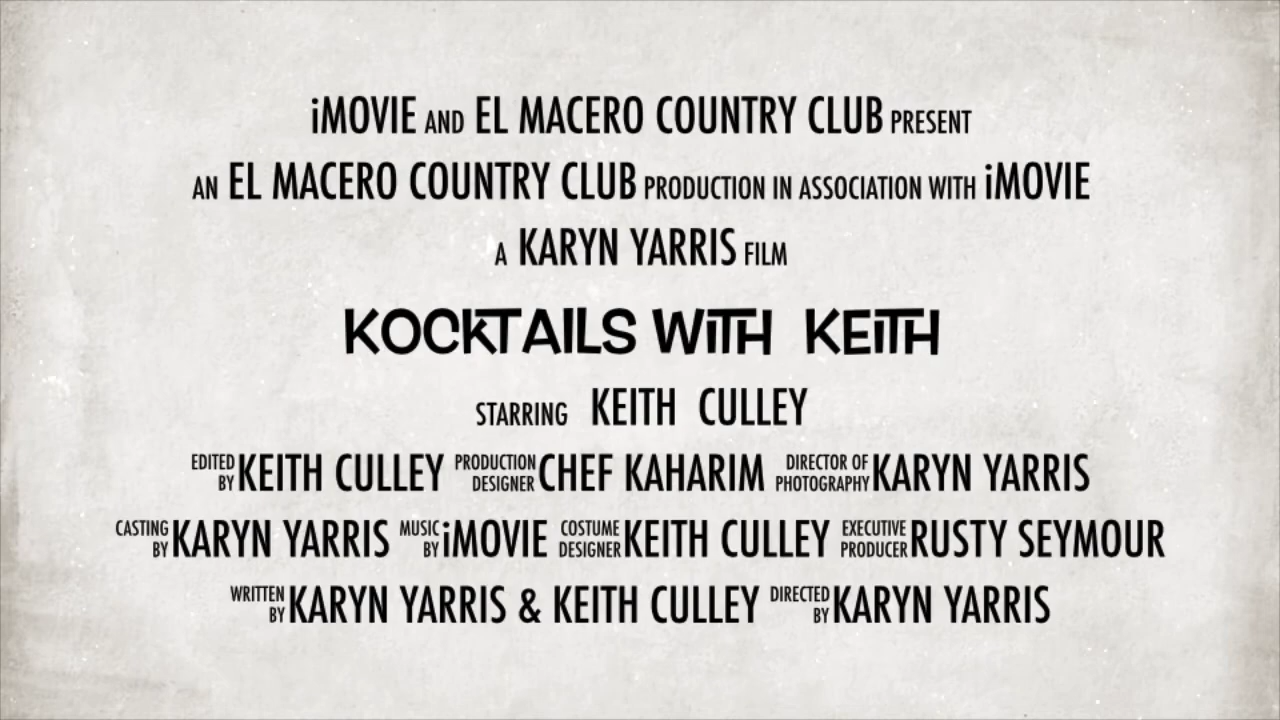 iMOVIE AND EL MACERO COUNTRY CLUB PRESENT
AN EL MACERO COUNTRY CLUB PRODUCTION IN ASSOCIATION WITH iMOVIE
A KARYN YARRIS FILM
KOCKTAILS WiTH KEiTH
STARRING KEITH CULLEY
EDITED BY KEITH CULLEY PRODUCTION DESIGNER CHEF KAHARIM DIRECTOR OF PHOTOGRAPHY KARYN YARRIS
CASTING BY KARYN YARRIS MUSIC BY iMOVIE COSTUME DESIGNER KEITH CULLEY EXECUTIVE PRODUCER RUSTY SEYMOUR
WRITTEN BY KARYN YARRIS & KEITH CULLEY DIRECTED BY KARYN YARRIS